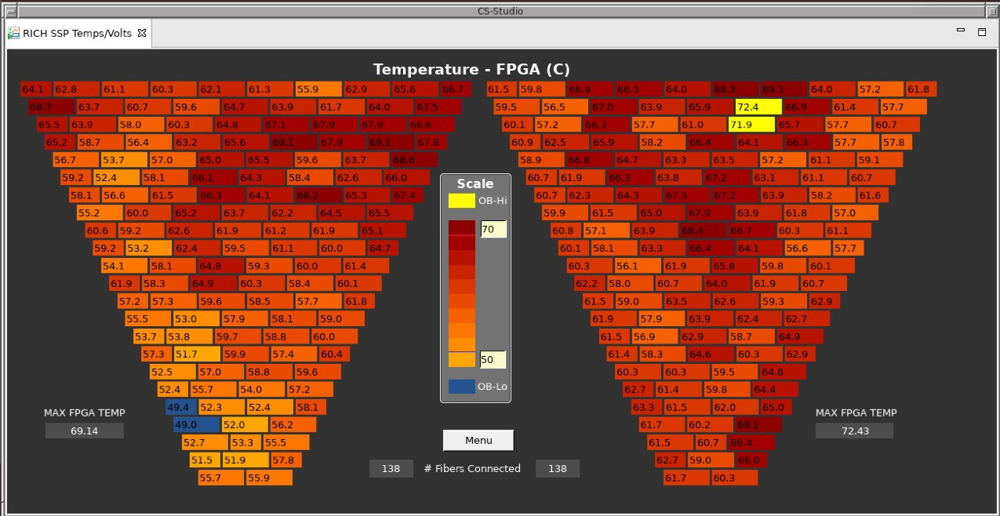 CS-Studio
RICH SSP Temps/Volts
Temperature - FPGA (C)
64.1 62.8 61.1 60.3 62.1 61.3 55.9 62.9 65.6 66.7 61.5 59.8 66.9 66.3 64.0 68.3 69.1 64.0 57.2 61.8
68.7 63.7 60.7 59.6 64.7 63.9 61.7 64.0 67.5 59.5 56.5 67.0 63.9 65.9 72.4 66.9 61.4 57.7
65.5 63.9 58.0 60.3 64.8 67.1 67.9 67.9 66.6 60.1 57.2 66.3 57.7 61.0 71.9 65.7 57.7 60.7
65.2 58.7 56.4 63.2 65.6 69.1 67.9 69.1 67.8 60.9 62.5 65.9 58.2 66.4 64.1 66.3 57.7 57.8
56.7 53.7 57.0 65.0 65.5 59.6 63.7 68.6 58.9 66.8 64.7 63.3 63.5 57.2 61.1 59.1
59.2 52.4 58.1 66.1 64.3 58.4 62.6 66.0 60.7 61.9 66.3 63.8 67.2 63.1 61.1 60.7
Scale
58.1 56.6 61.5 66.3 64.1 68.2 65.3 67.4 60.7 62.3 64.3 67.3 67.2 63.9 58.2 61.6
OB-Hi
55.2 60.0 65.2 63.7 62.2 64.5 65.5 59.9 61.5 65.0 67.9 63.9 61.8 57.0
60.6 59.2 62.6 61.9 61.2 61.9 65.1 70 60.8 57.1 63.9 68.4 66.7 60.3 61.1
59.2 53.2 62.4 59.5 61.1 60.0 64.7 60.1 58.1 63.3 66.4 64.1 56.6 57.7
54.1 58.1 64.8 59.3 60.0 61.4 60.3 56.1 61.9 65.8 59.8 60.1
61.9 58.3 64.9 60.3 58.4 60.1 62.2 58.0 60.7 64.0 61.9 60.7
57.2 57.3 59.6 58.5 57.7 61.8 61.5 59.0 63.5 62.6 59.3 62.9
55.5 53.0 57.9 58.1 59.0 61.9 57.9 63.9 62.4 62.7
53.7 53.8 59.7 58.8 60.0 61.5 56.9 62.9 58.7 64.9
57.3 51.7 59.9 57.4 60.4 50 61.4 58.3 64.6 60.3 62.9
52.5 57.0 58.8 59.6 60.3 60.3 59.5 64.8
52.4 55.7 54.0 57.2 OB-Lo 62.7 61.4 59.8 64.4
49.4 52.3 52.4 58.1 63.3 61.5 62.0 65.0
MAX FPGA TEMP MAX FPGA TEMP
49.0 52.0 56.2 61.7 60.2 69.1
69.14 72.43
52.7 53.3 55.5 Menu 61.5 60.7 66.4
51.5 51.9 57.8 62.7 59.0 66.0
138 # Fibers Connected 138
55.7 55.9 61.7 60.3